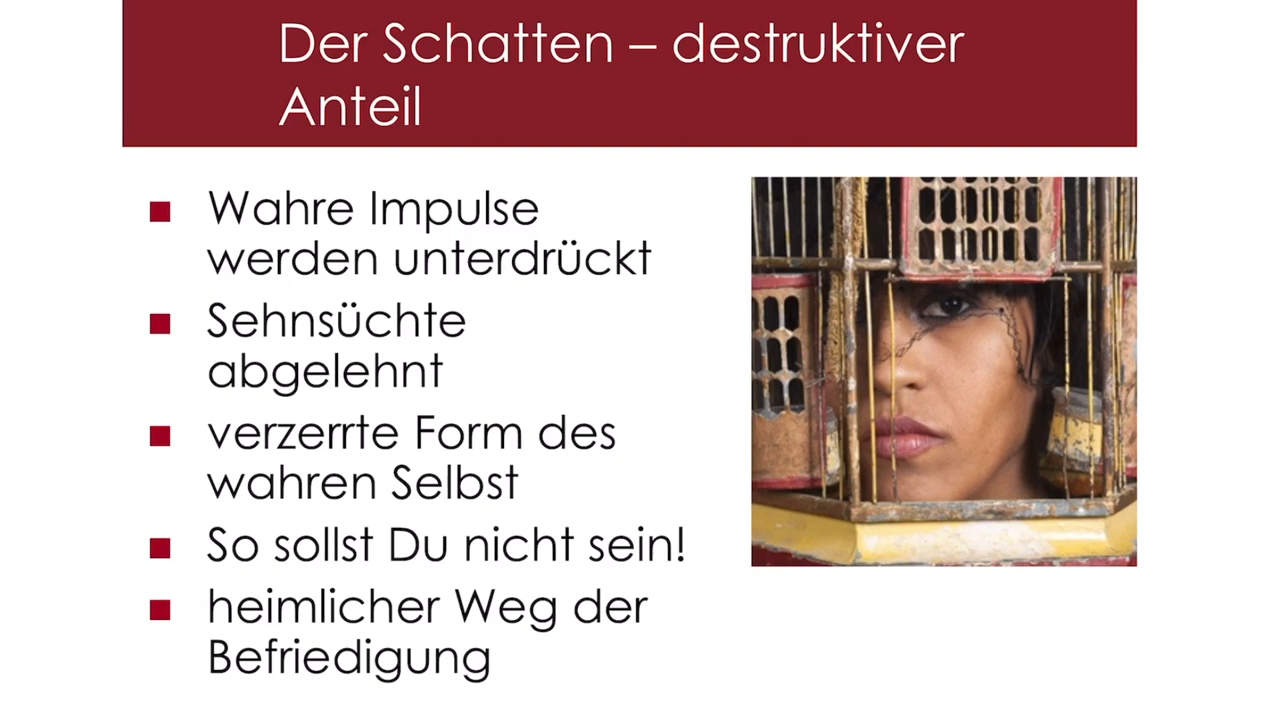 Der Schatten – destruktiver
Anteil
Wahre Impulse
werden unterdrückt
Sehnsüchte
abgelehnt
verzerrte Form des
wahren Selbst
So sollst Du nicht sein!
heimlicher Weg der
Befriedigung